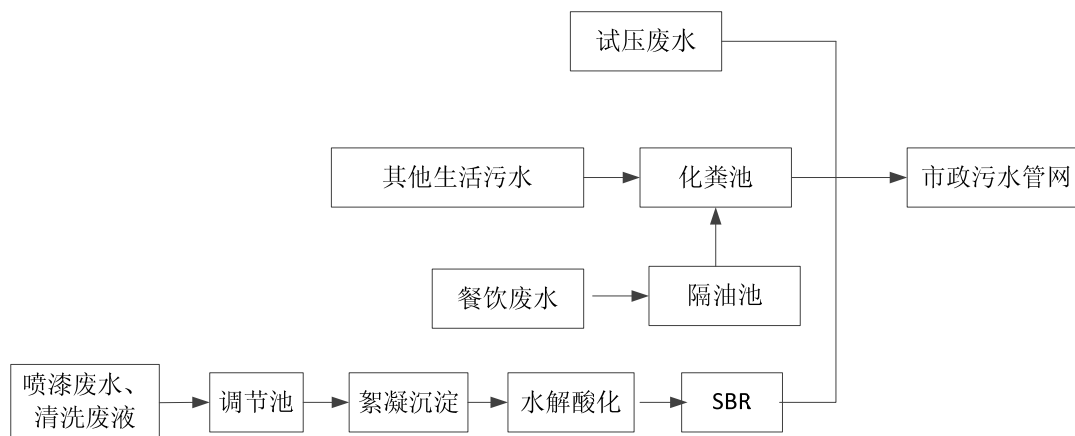 试压废水
其他生活污水
化粪池
市政污水管网
餐饮废水
隔油池
喷漆废水、
清洗废液
调节池
絮凝沉淀
水解酸化
SBR